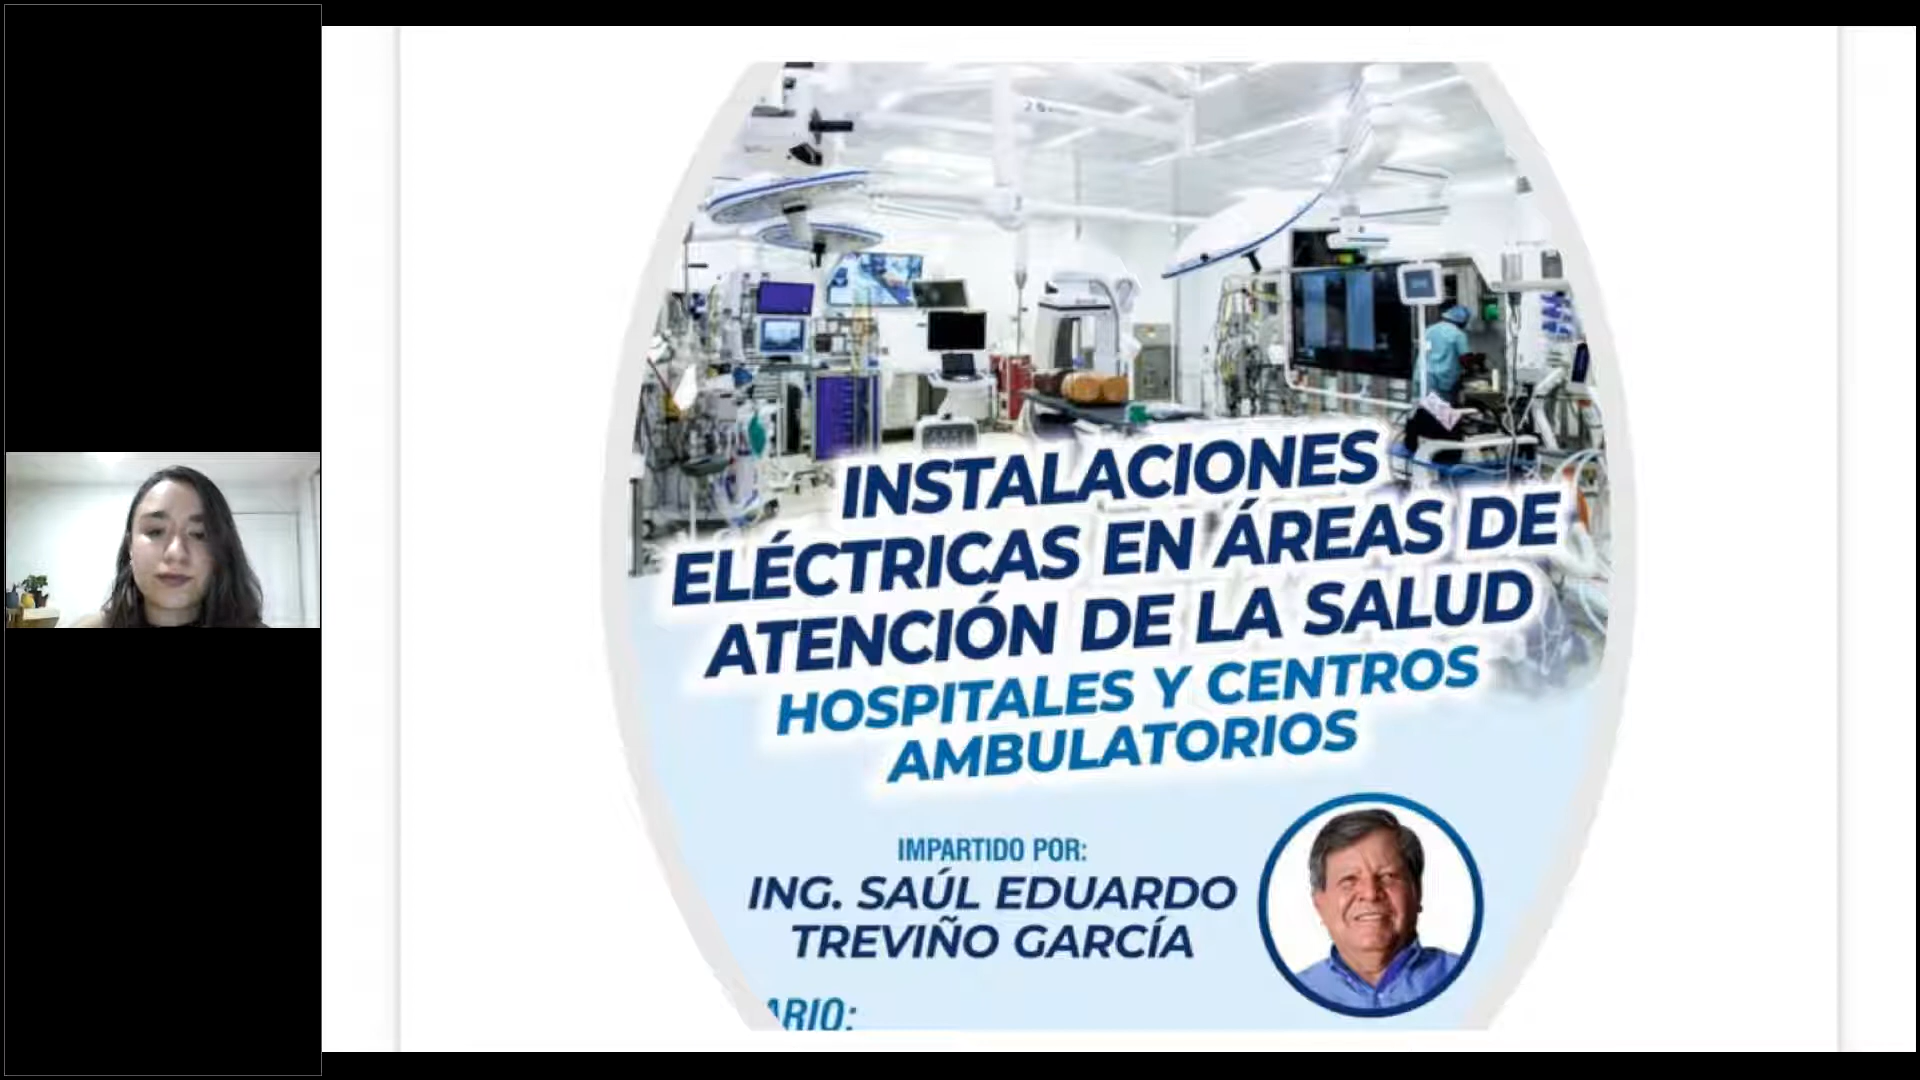 INSTALACIONES
ELÉCTRICAS EN ÁREAS DE
ATENCIÓN DE LA SALUD
HOSPITALES Y CENTROS
AMBULATORIOS
IMPARTIDO POR:
ING. SAÚL EDUARDO
TREVIÑO GARCÍA
ARIO: